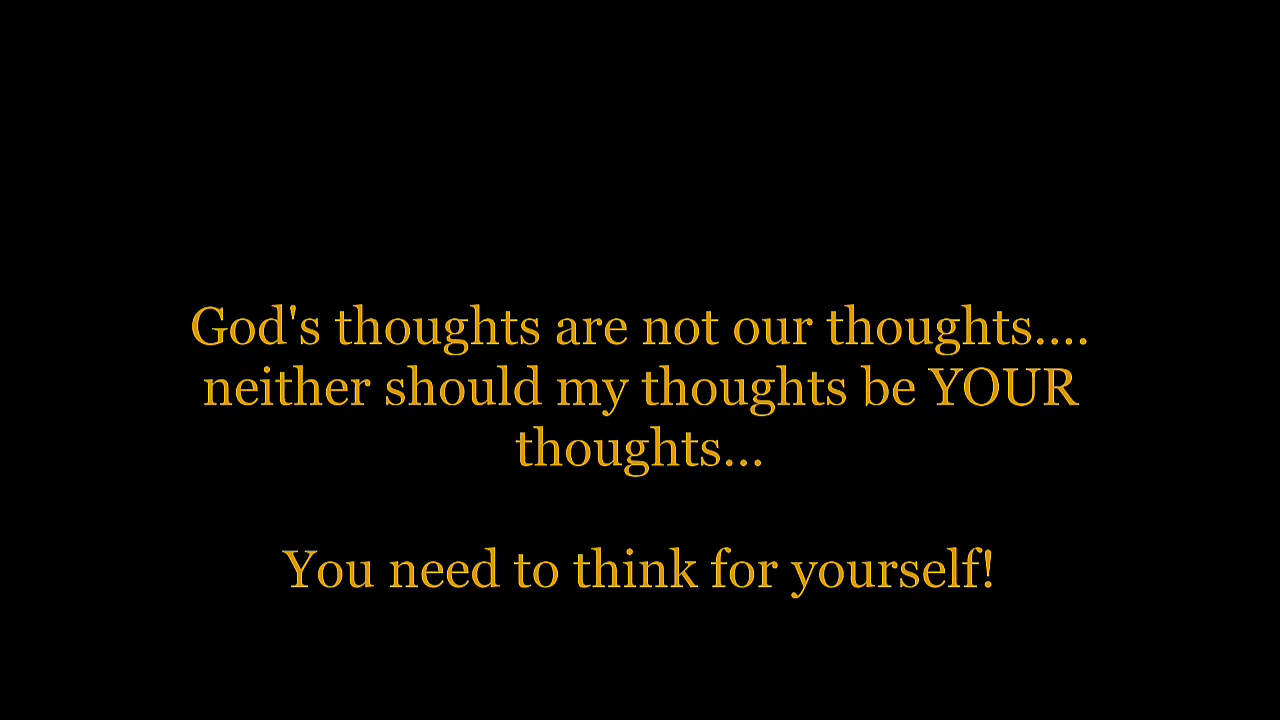 God's thoughts are not our thoughts....
neither should my thoughts be YOUR
thoughts...
You need to think for yourself!